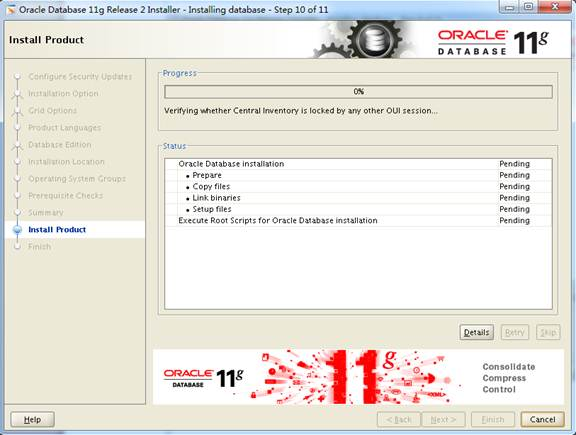 Oracle Database 11g Release 2 Installer - Installing database - Step 10 of 11
Install Product
ORACLE
DATABASE
11g
Configure Security Updates
Installation Option
Grid Options
Product Languages
Database Edition
Installation Location
Operating System Groups
Prerequisite Checks
Summary
Install Product
Finish
Progress
0%
Verifying whether Central Inventory is locked by any other OUI session...
Status
Oracle Database installation Pending
• Prepare Pending
• Copy files Pending
• Link binaries Pending
• Setup files Pending
Execute Root Scripts for Oracle Database installation Pending
Details Retry Skip
ORACLE
DATABASE
11g
11g
<XML>
Consolidate
Compress
Control
Help < Back Next > Finish Cancel